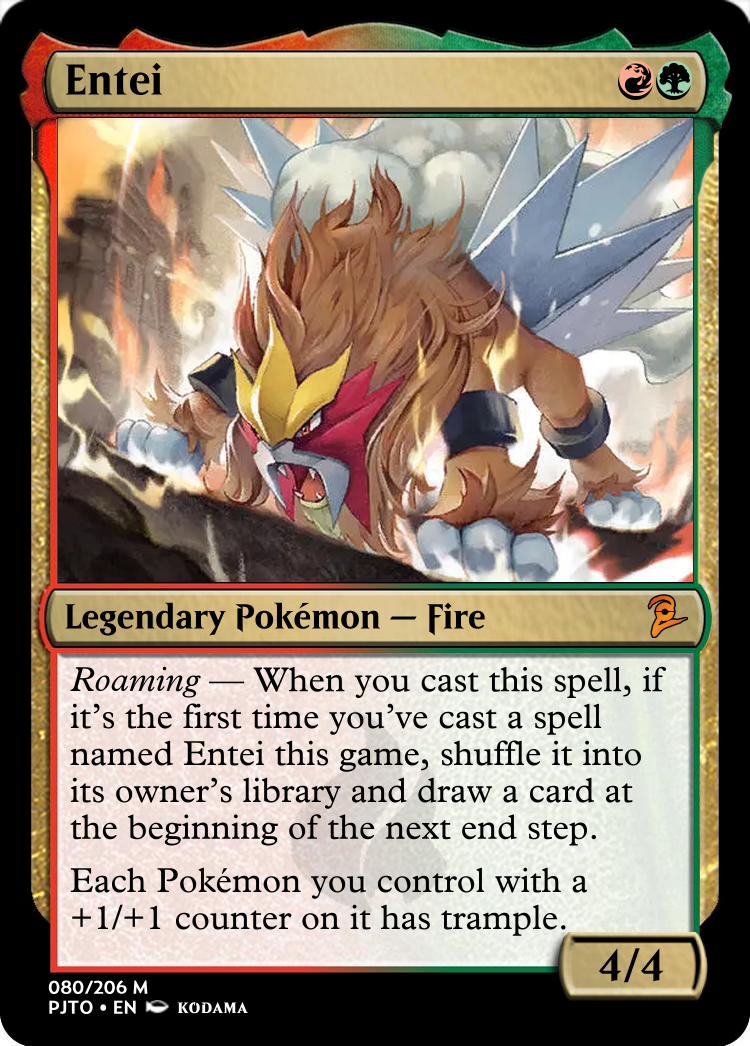 Entei
Legendary Pokémon — Fire
Roaming — When you cast this spell, if
it's the first time you've cast a spell
named Entei this game, shuffle it into
its owner's library and draw a card at
the beginning of the next end step.
Each Pokémon you control with a
+1/+1 counter on it has trample.
4/4
080/206 M
PJTO • EN KODAMA